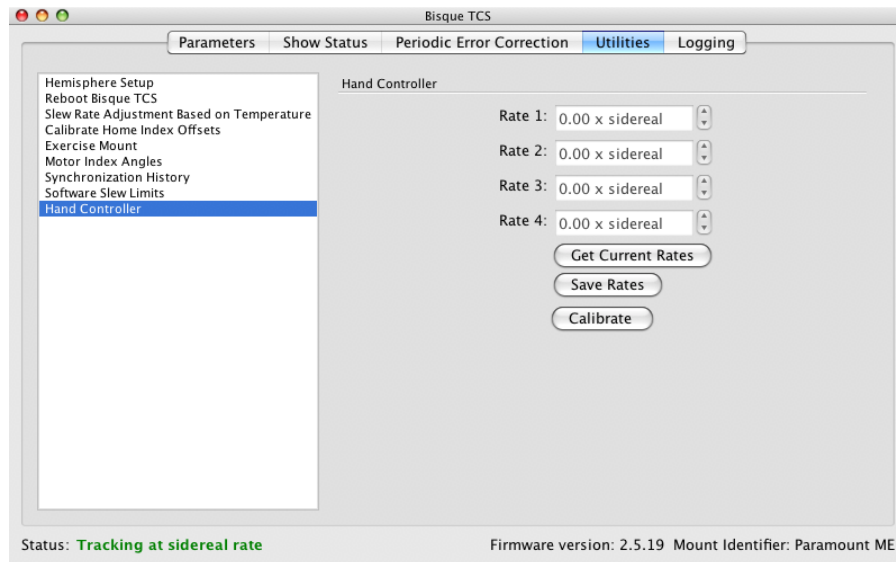 Bisque TCS
Parameters Show Status Periodic Error Correction Utilities Logging
Hemisphere Setup
Reboot Bisque TCS
Slew Rate Adjustment Based on Temperature
Calibrate Home Index Offsets
Exercise Mount
Motor Index Angles
Synchronization History
Software Slew Limits
Hand Controller
Hand Controller
Rate 1: 0.00 x sidereal
Rate 2: 0.00 x sidereal
Rate 3: 0.00 x sidereal
Rate 4: 0.00 x sidereal
Get Current Rates
Save Rates
Calibrate
Status: Tracking at sidereal rate Firmware version: 2.5.19 Mount Identifier: Paramount ME